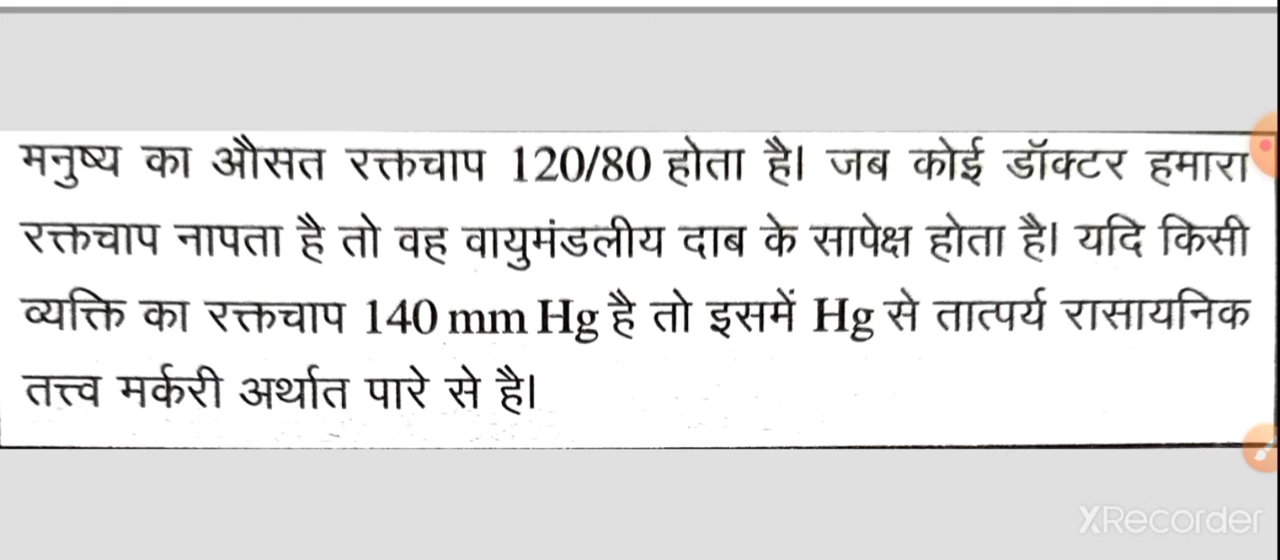 मनुष्य का औसत रक्तचाप 120/80 होता है। जब कोई डॉक्टर हमारा
रक्तचाप नापता है तो वह वायुमंडलीय दाब के सापेक्ष होता है। यदि किसी
व्यक्ति का रक्तचाप 140 mm Hg है तो इसमें Hg से तात्पर्य रासायनिक
तत्त्व मर्करी अर्थात पारे से है।
XRecorder